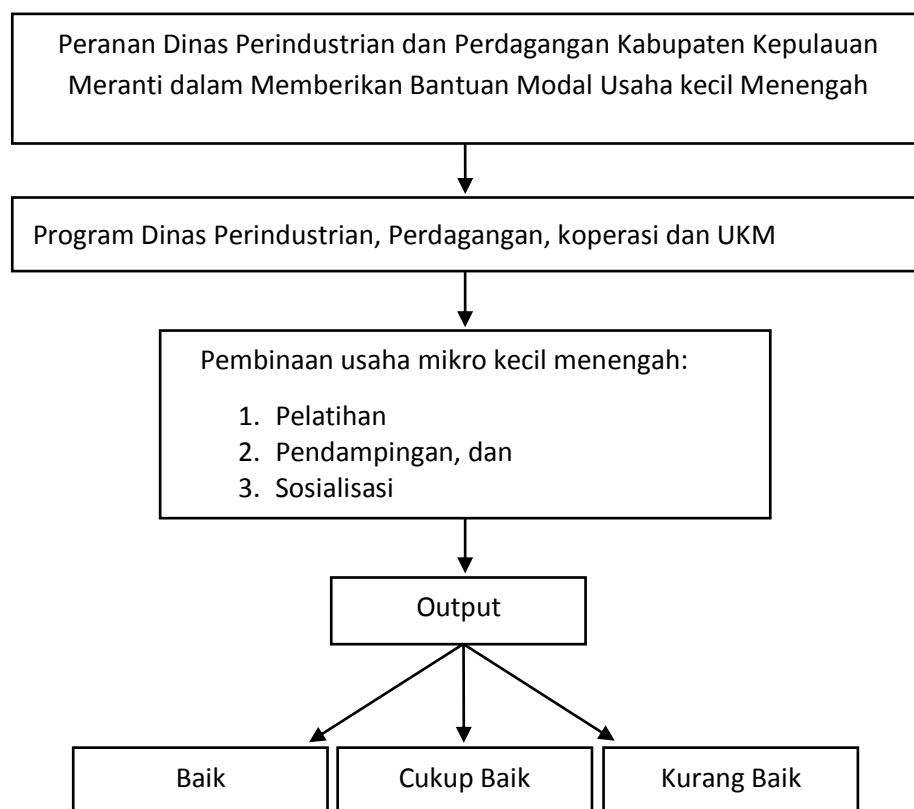 Peranan Dinas Perindustrian dan Perdagangan Kabupaten Kepulauan
Meranti dalam Memberikan Bantuan Modal Usaha kecil Menengah
Program Dinas Perindustrian, Perdagangan, koperasi dan UKM
Pembinaan usaha mikro kecil menengah:
1. Pelatihan
2. Pendampingan, dan
3. Sosialisasi
Output
Baik
Cukup Baik
Kurang Baik